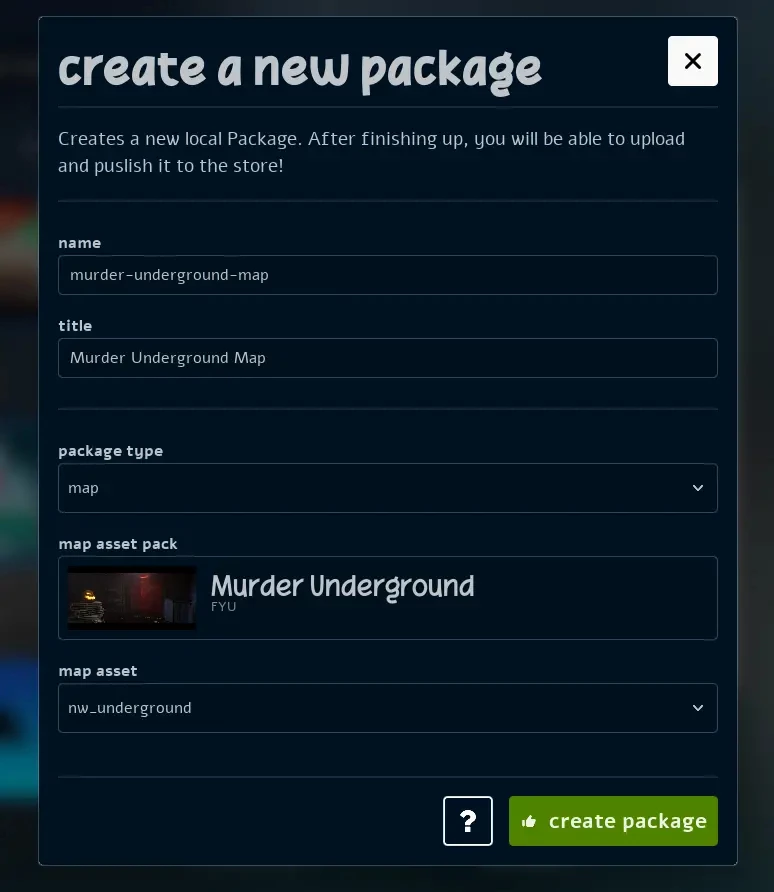 create a new package
Creates a new local Package. After finishing up, you will be able to upload
and puslish it to the store!
name
murder-underground-map
title
Murder Underground Map
package type
map
map asset pack
Murder Underground
FYU
map asset
nw_underground
?
create package